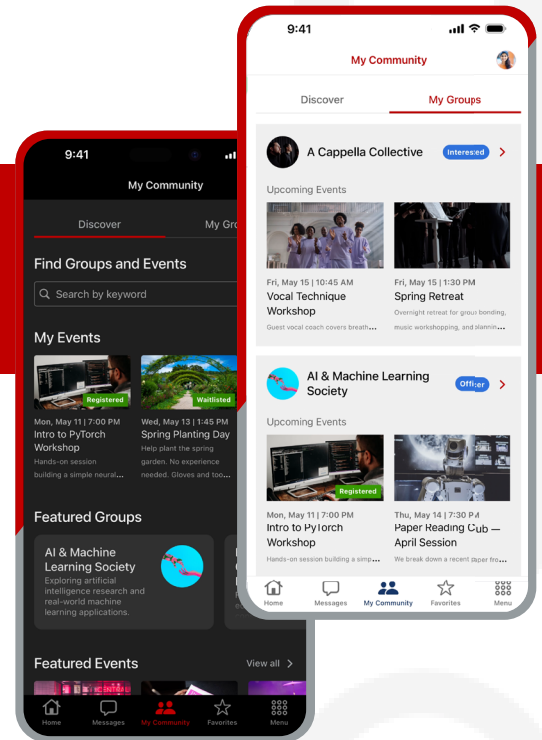 9:41
My Community
Discover
My Groups
A Cappella Collective
Interested
Upcoming Events
Fri, May 15 | 10:45 AM
Vocal Technique
Workshop
Guest vocal coach covers breath...
Fri, May 15 | 1:30 PM
Spring Retreat
Overnight retreat for group bonding,
music workshopping, and plannin...
AI & Machine Learning
Society
Officer
Upcoming Events
Registered
Mon, May 11 | 7:00 PM
Intro to PyTorch
Workshop
Hands-on session building a simp...
Thu, May 14 | 7:30 PM
Paper Reading Club —
April Session
We break down a recent paper fro...
Home
Messages
My Community
Favorites
Menu
9:41
My Community
Discover
My Gro
Find Groups and Events
Search by keyword
My Events
Registered
Mon, May 11 | 7:00 PM
Intro to PyTorch
Workshop
Hands-on session
building a simple neural...
Waitlisted
Wed, May 13 | 1:45 PM
Spring Planting Day
Help plant the spring
garden. No experience
needed. Gloves and too...
Featured Groups
AI & Machine
Learning Society
Exploring artificial
intelligence research and
real-world machine
learning applications.
Featured Events
View all
Home
Messages
My Community
Favorites
Menu